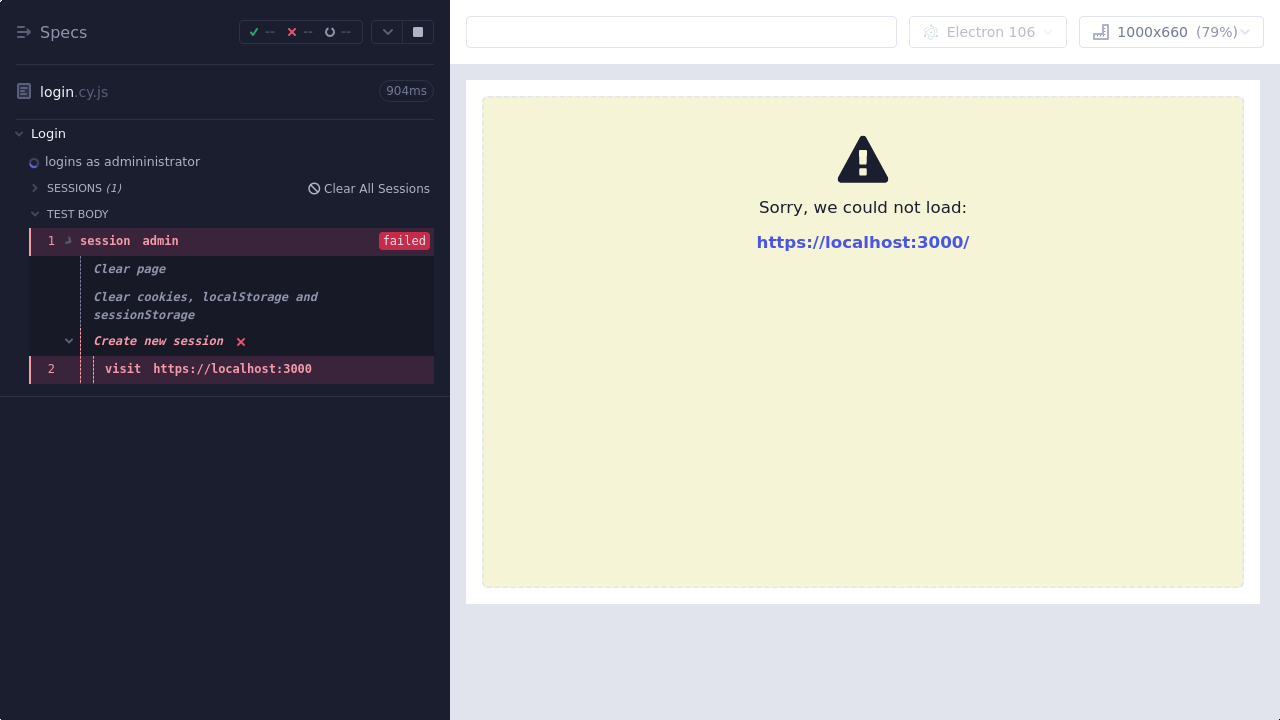 Specs
--
--
--
login.cy.js
904ms
Login
logins as admininistrator
SESSIONS (1)
Clear All Sessions
TEST BODY
1 session admin failed
Clear page
Clear cookies, localStorage and
sessionStorage
Create new session
2 visit https://localhost:3000
Electron 106
1000x660 (79%)
Sorry, we could not load:
https://localhost:3000/